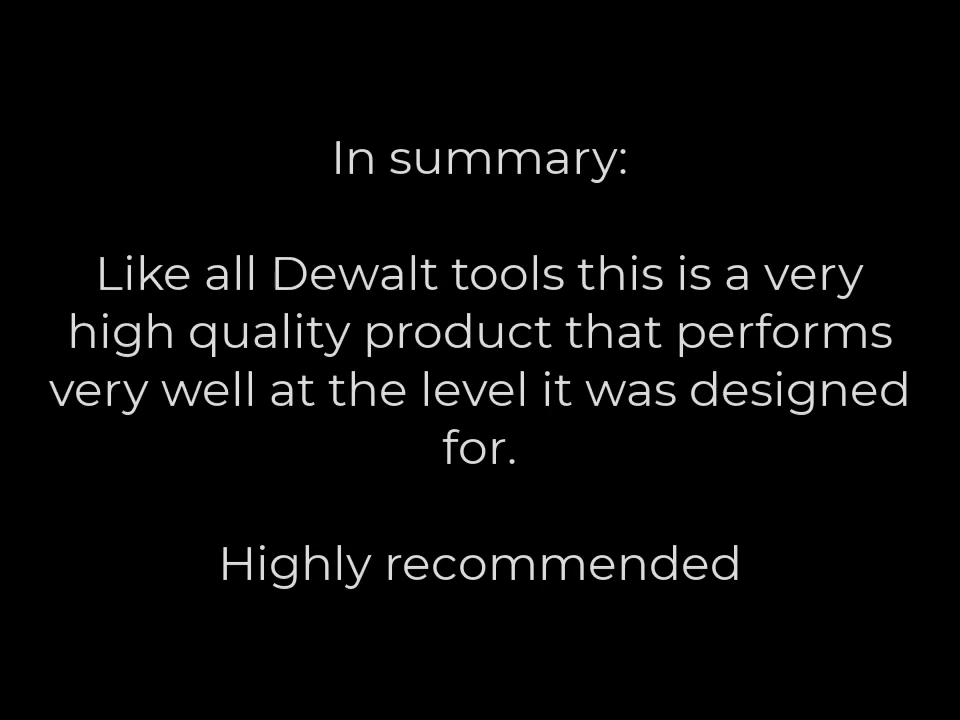 In summary:
Like all Dewalt tools this is a very
high quality product that performs
very well at the level it was designed
for.
Highly recommended